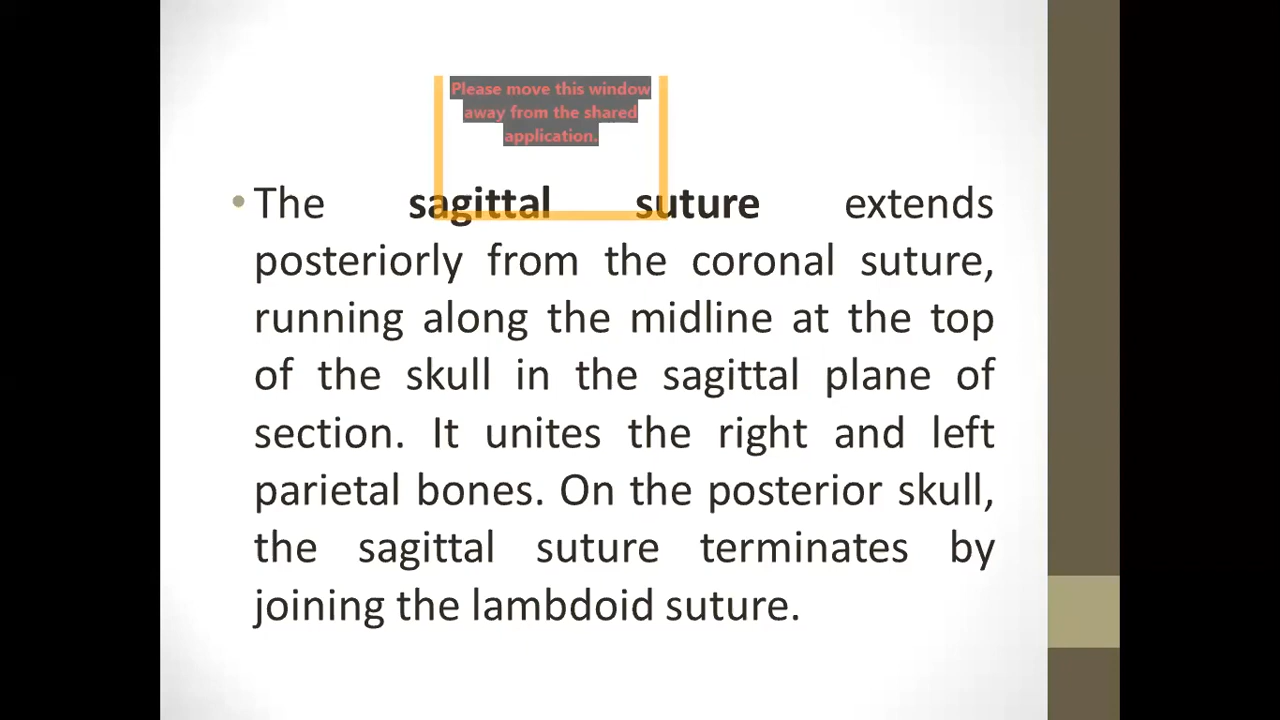 Please move this window
away from the shared
application.
• The sagittal suture extends
posteriorly from the coronal suture,
running along the midline at the top
of the skull in the sagittal plane of
section. It unites the right and left
parietal bones. On the posterior skull,
the sagittal suture terminates by
joining the lambdoid suture.